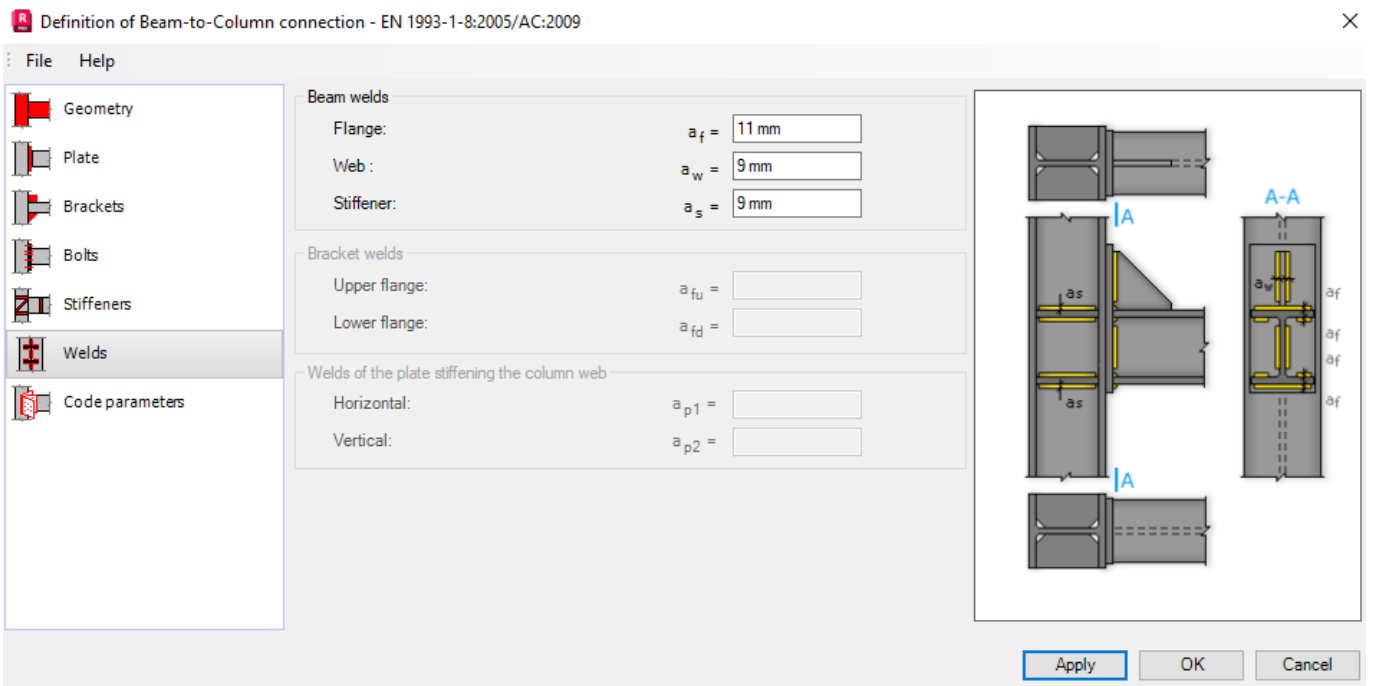 Definition of Beam-to-Column connection - EN 1993-1-8:2005/AC:2009
File Help
Geometry
Plate
Brackets
Bolts
Stiffeners
Welds
Code parameters
Beam welds
Flange: af = 11 mm
Web : aw = 9 mm
Stiffener: as = 9 mm
Bracket welds
Upper flange: afu =
Lower flange: afd =
Welds of the plate stiffening the column web
Horizontal: ap1 =
Vertical: ap2 =
A
A-A
as
aw
af
af
af
as
af
A
Apply OK Cancel